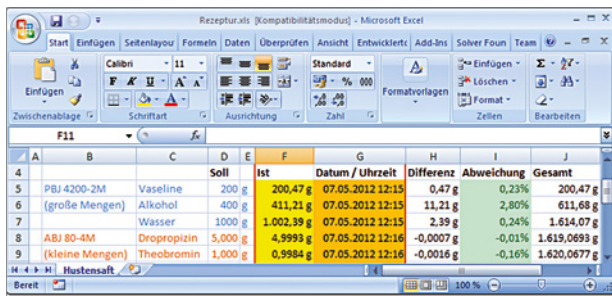 Rezeptur.xls [Kompatibilitätsmodus] - Microsoft Excel
Start Einfügen Seitenlayou Formeln Daten Überprüfen Ansicht Entwicklertc Add-Ins Solver Foun Team
Einfügen
Calibri 11
F K U A A
Standard
% 000
Formatvorlagen
Einfügen
Löschen
Format
Σ
Zwischenablage Schriftart Ausrichtung Zahl Zellen Bearbeiten
F11 fx
A B C D E F G H I J
4 Soll Ist Datum / Uhrzeit Differenz Abweichung Gesamt
5 PBJ 4200-2M Vaseline 200 g 200,47 g 07.05.2012 12:15 0,47 g 0,23% 200,47 g
6 (große Mengen) Alkohol 400 g 411,21 g 07.05.2012 12:15 11,21 g 2,80% 611,68 g
7 Wasser 1000 g 1.002,39 g 07.05.2012 12:15 2,39 g 0,24% 1.614,07 g
8 ABJ 80-4M Dropropizin 5,000 g 4,9993 g 07.05.2012 12:16 -0,0007 g -0,01% 1.619,0693 g
9 (kleine Mengen) Theobromin 1,000 g 0,9984 g 07.05.2012 12:16 -0,0016 g -0,16% 1.620,0677 g
Hustensaft
Bereit 100 %